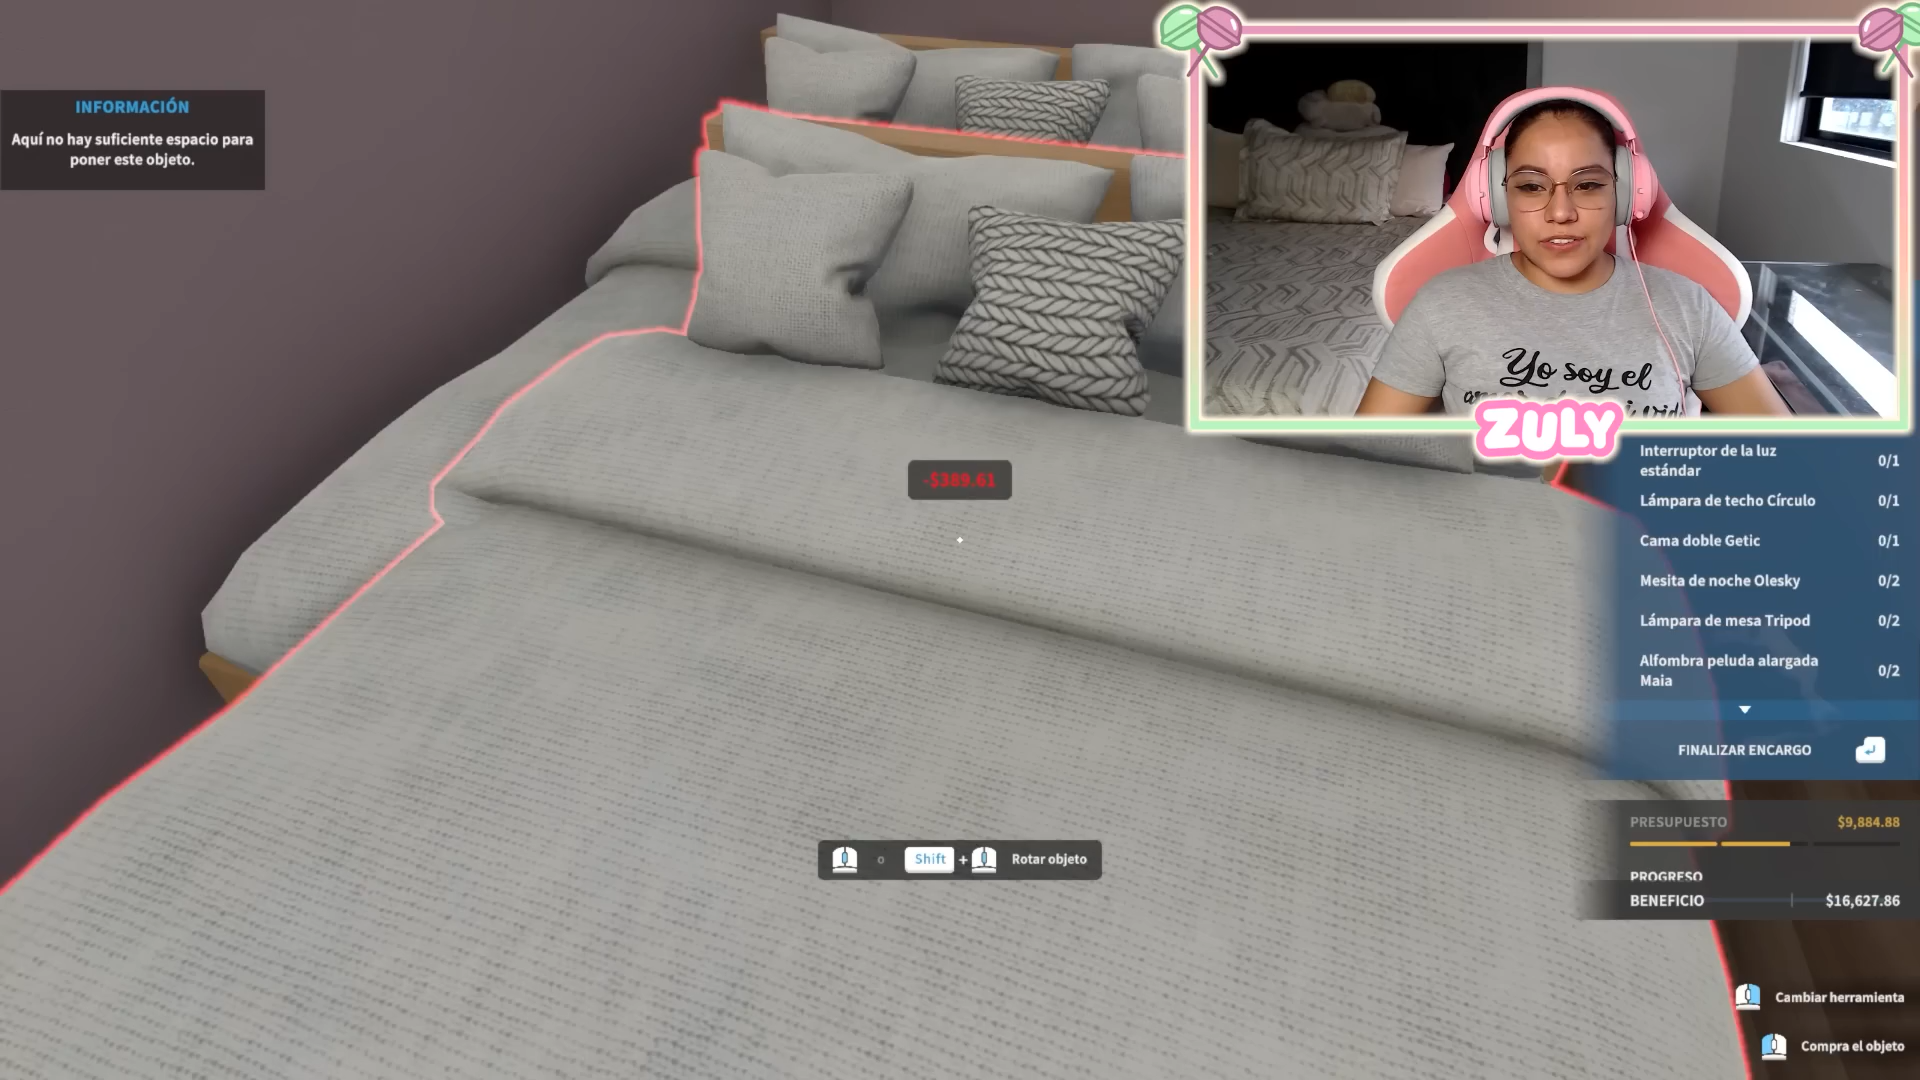 INFORMACIÓN
Aquí no hay suficiente espacio para
poner este objeto.
Yo soy el
ZULY
-$389.61
Interruptor de la luz
estándar
0/1
Lámpara de techo Círculo 0/1
Cama doble Getic 0/1
Mesita de noche Olesky 0/2
Lámpara de mesa Tripod 0/2
Alfombra peluda alargada
Maia
0/2
FINALIZAR ENCARGO
PRESUPUESTO $9,884.88
PROGRESO
BENEFICIO $16,627.86
o Shift + Rotar objeto
Cambiar herramienta
Compra el objeto